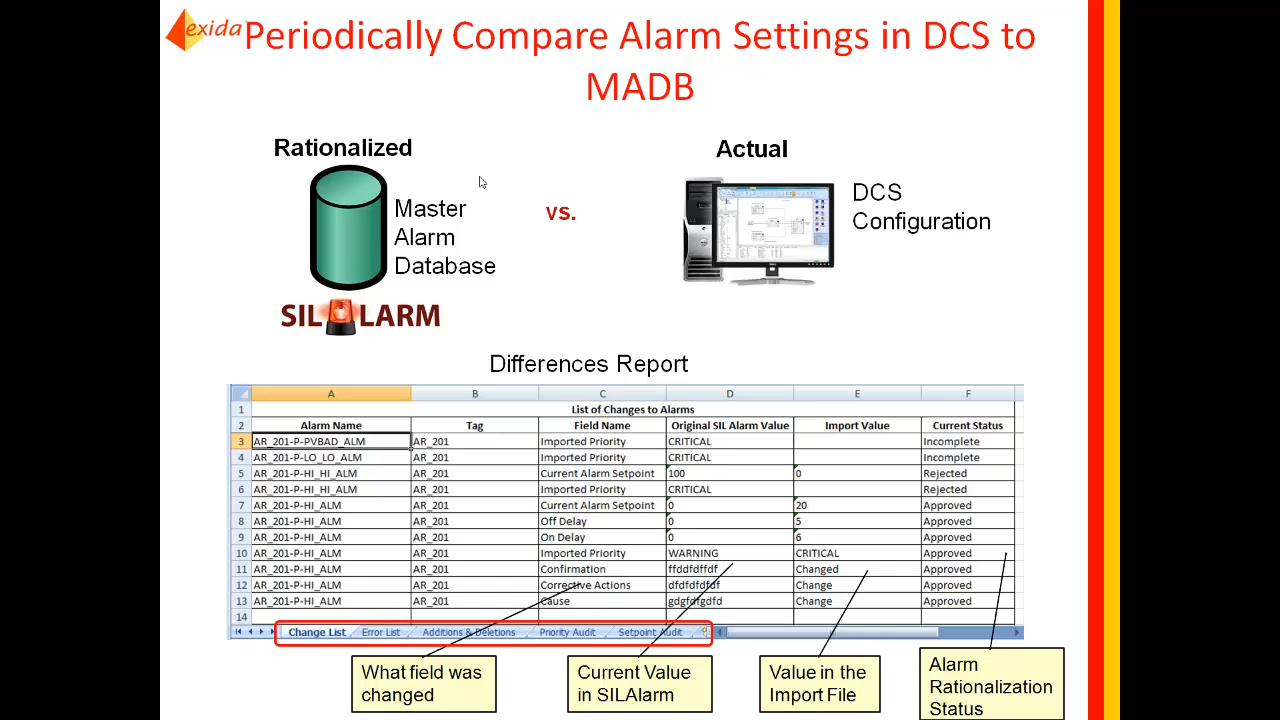 exida
Periodically Compare Alarm Settings in DCS to
MADB
Rationalized
Master
Alarm
Database
SIL LARM
vs.
Actual
DCS
Configuration
Differences Report
A B C D E F
1 List of Changes to Alarms
2 Alarm Name Tag Field Name Original SIL Alarm Value Import Value Current Status
3 AR_201-P-PVBAD_ALM AR_201 Imported Priority CRITICAL Incomplete
4 AR_201-P-LO_LO_ALM AR_201 Imported Priority CRITICAL Incomplete
5 AR_201-P-HI_HI_ALM AR_201 Current Alarm Setpoint 100 0 Rejected
6 AR_201-P-HI_HI_ALM AR_201 Imported Priority CRITICAL Rejected
7 AR_201-P-HI_ALM AR_201 Current Alarm Setpoint 0 20 Approved
8 AR_201-P-HI_ALM AR_201 Off Delay 0 5 Approved
9 AR_201-P-HI_ALM AR_201 On Delay 0 6 Approved
10 AR_201-P-HI_ALM AR_201 Imported Priority WARNING CRITICAL Approved
11 AR_201-P-HI_ALM AR_201 Confirmation ffddfdffdf Changed Approved
12 AR_201-P-HI_ALM AR_201 Corrective Actions dfdfdfdfdf Change Approved
13 AR_201-P-HI_ALM AR_201 Cause gdgfdfgdfd Change Approved
14
Change List Error List Additions & Deletions Priority Audit Setpoint Audit
What field was
changed
Current Value
in SILAlarm
Value in the
Import File
Alarm
Rationalization
Status